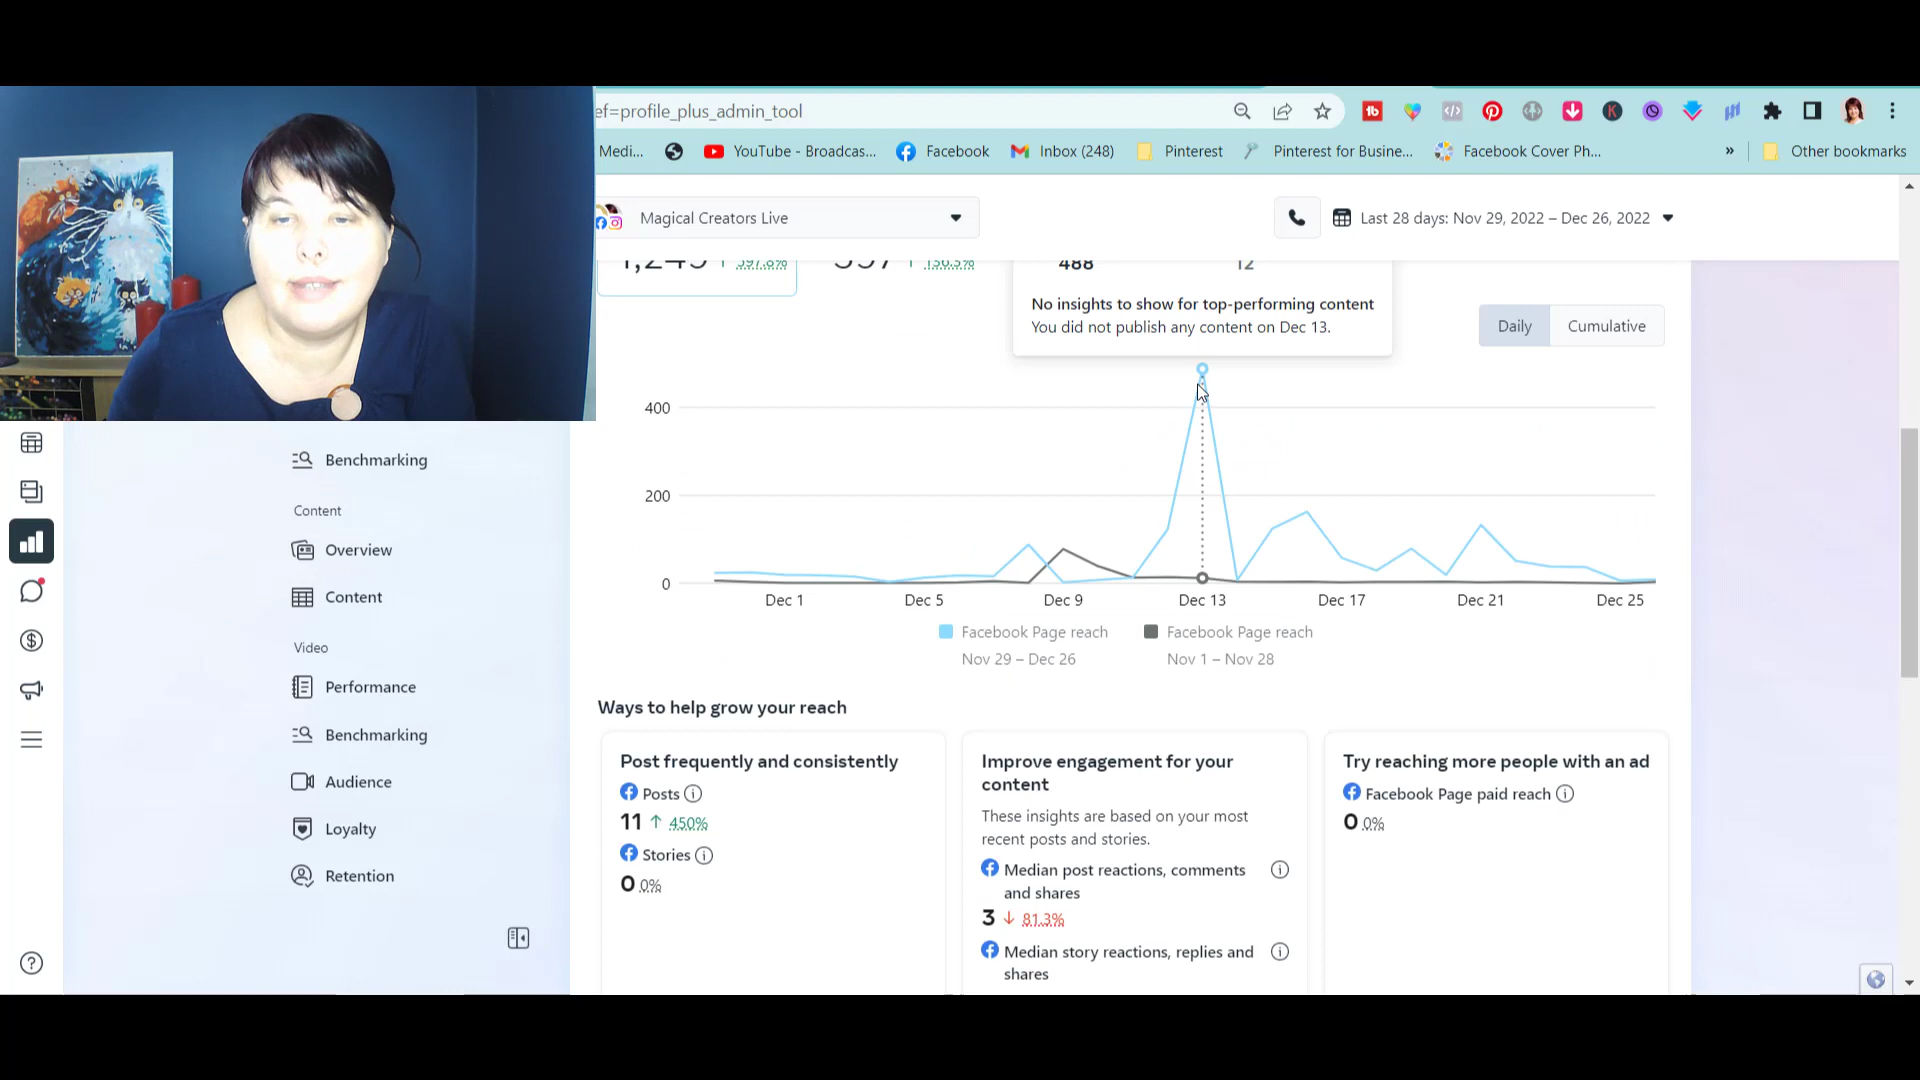 ef=profile_plus_admin_tool
Medi... YouTube - Broadcas... Facebook Inbox (248) Pinterest Pinterest for Busine... Facebook Cover Ph... » Other bookmarks
Magical Creators Live
Last 28 days: Nov 29, 2022 – Dec 26, 2022
488 12
No insights to show for top-performing content
You did not publish any content on Dec 13.
Daily Cumulative
400
200
0
Dec 1 Dec 5 Dec 9 Dec 13 Dec 17 Dec 21 Dec 25
Facebook Page reach
Nov 29 – Dec 26
Facebook Page reach
Nov 1 – Nov 28
Benchmarking
Content
Overview
Content
Video
Performance
Benchmarking
Audience
Loyalty
Retention
Ways to help grow your reach
Post frequently and consistently
Posts
11 ↑ 450%
Stories
0 0%
Improve engagement for your
content
These insights are based on your most
recent posts and stories.
Median post reactions, comments
and shares
3 ↓ 81.3%
Median story reactions, replies and
shares
Try reaching more people with an ad
Facebook Page paid reach
0 0%